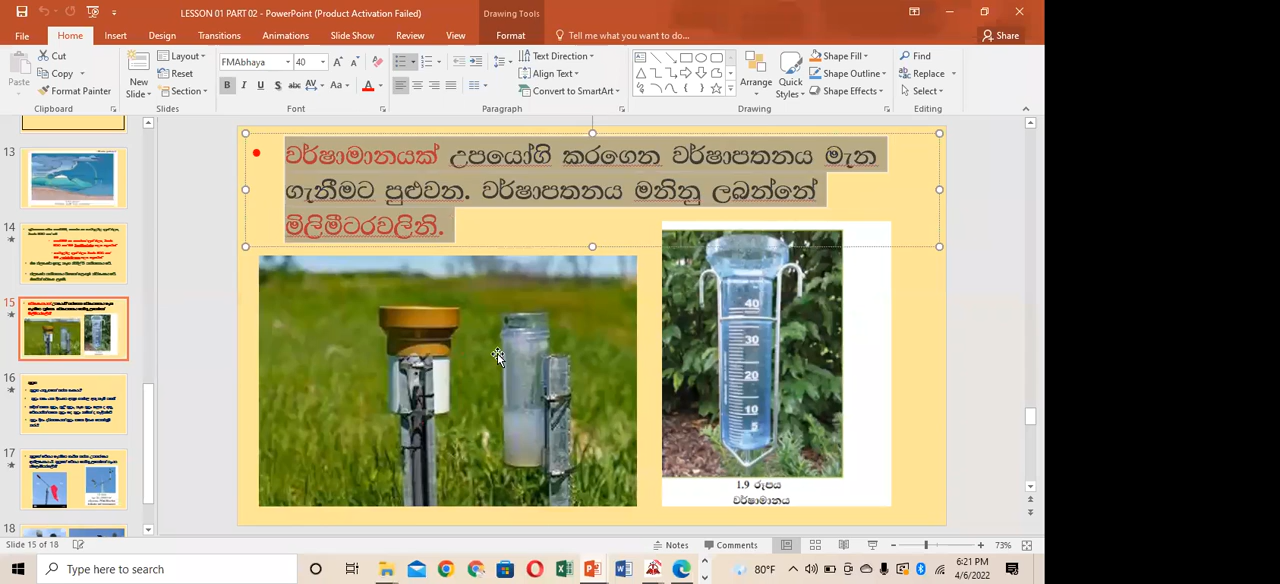 LESSON 01 PART 02 - PowerPoint (Product Activation Failed)
Drawing Tools
File
Home
Insert
Design
Transitions
Animations
Slide Show
Review
View
Format
Tell me what you want to do...
Share
Paste
Cut
Copy
Format Painter
Clipboard
New Slide
Layout
Reset
Section
Slides
FMAbhaya
40
Font
Text Direction
Align Text
Convert to SmartArt
Paragraph
Arrange
Quick Styles
Shape Fill
Shape Outline
Shape Effects
Drawing
Find
Replace
Select
Editing
13
14
15
16
17
18
වර්ෂාමානයක් උපයෝගි කරගෙන වර්ෂාපතනය මැන
ගැනීමට පුළුවන. වර්ෂාපතනය මනිනු ලබන්නේ
මිලිමීටරවලිනි.
40
30
20
10
5
1.9 රූපය
වර්ෂාමානය
Slide 15 of 18
Notes
Comments
73%
Type here to search
80°F
6:21 PM
4/6/2022